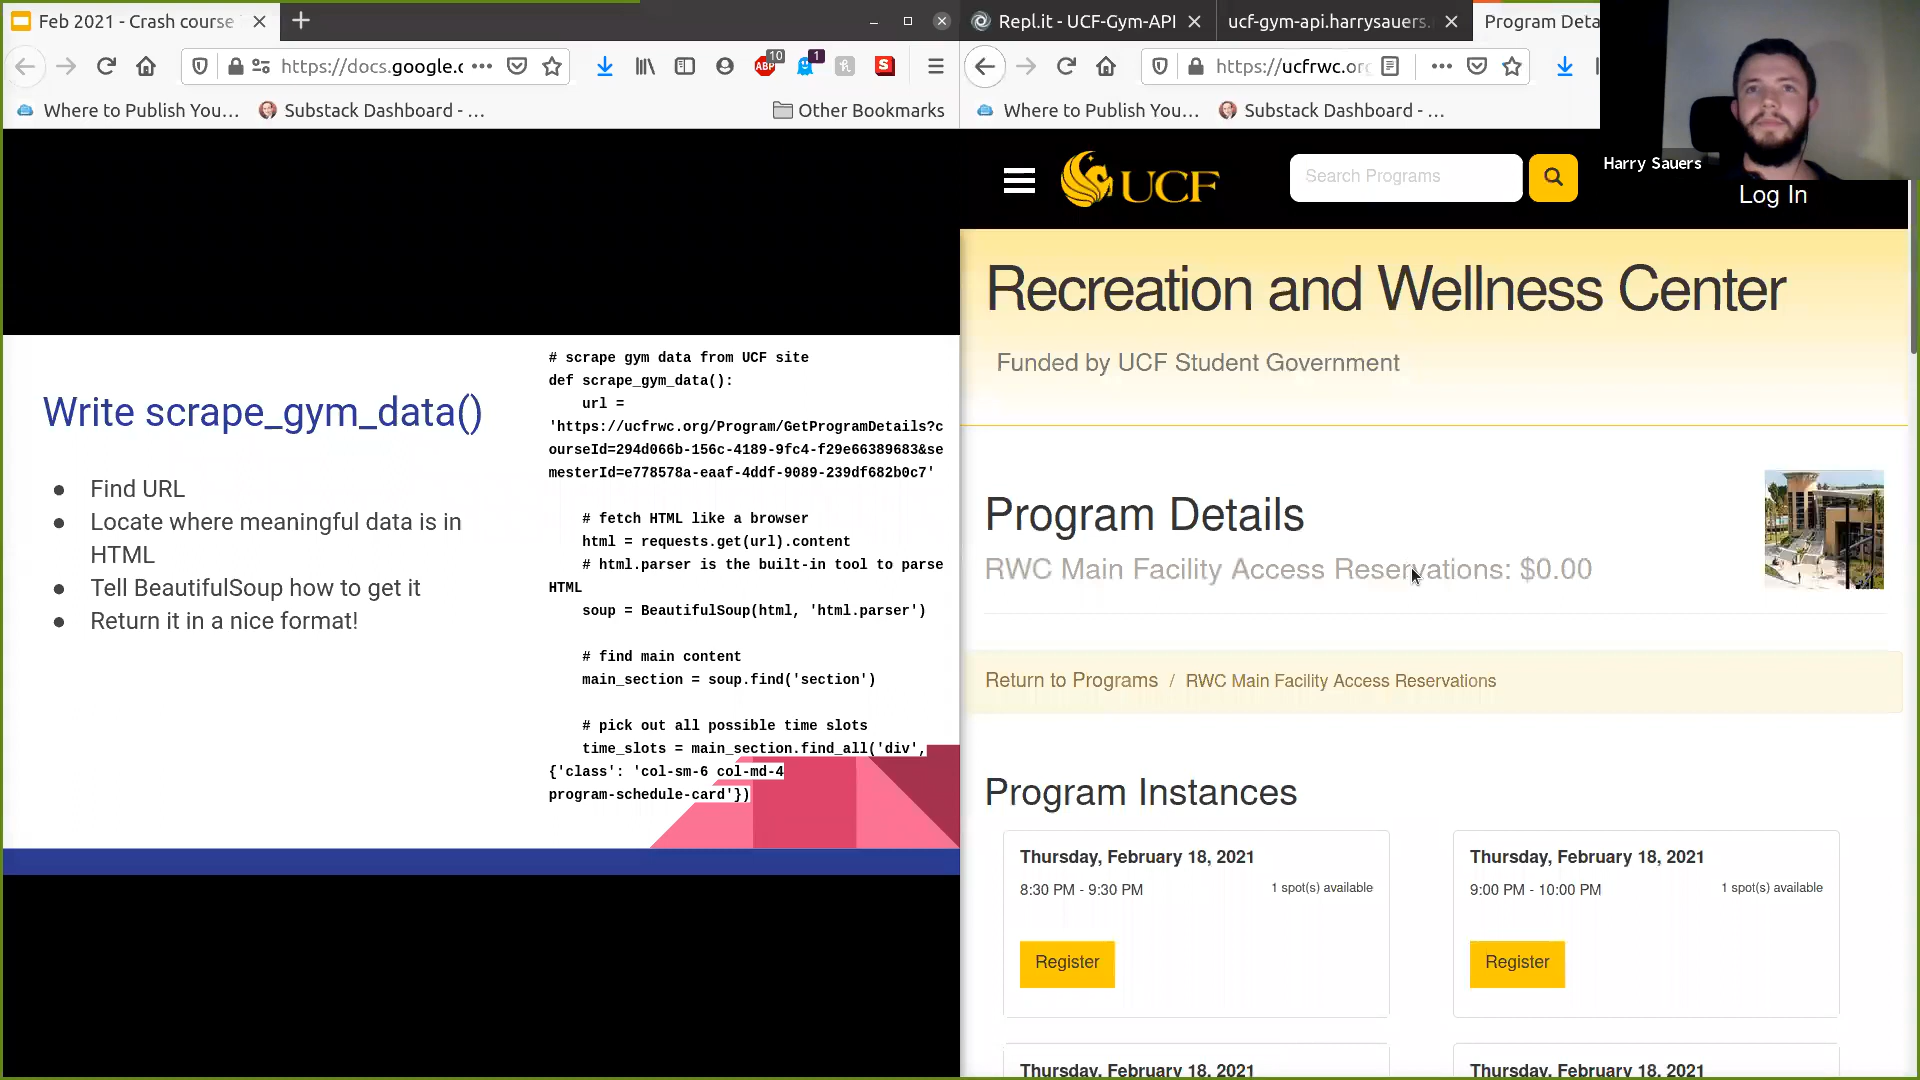 Feb 2021 - Crash course
https://docs.google.c
10
1
ABP
S
Where to Publish You...
Substack Dashboard - ...
Other Bookmarks
Write scrape_gym_data()
Find URL
Locate where meaningful data is in
HTML
Tell BeautifulSoup how to get it
Return it in a nice format!
# scrape gym data from UCF site
def scrape_gym_data():
url =
'https://ucfrwc.org/Program/GetProgramDetails?c
ourseId=294d066b-156c-4189-9fc4-f29e66389683&se
mesterId=e778578a-eaaf-4ddf-9089-239df682b0c7'
# fetch HTML like a browser
html = requests.get(url).content
# html.parser is the built-in tool to parse
HTML
soup = BeautifulSoup(html, 'html.parser')
# find main content
main_section = soup.find('section')
# pick out all possible time slots
time_slots = main_section.find_all('div',
{'class': 'col-sm-6 col-md-4
program-schedule-card'})
Repl.it - UCF-Gym-API
ucf-gym-api.harrysauers.
Program Deta
https://ucfrwc.org
Where to Publish You...
Substack Dashboard - ...
Harry Sauers
UCF
Search Programs
Log In
Recreation and Wellness Center
Funded by UCF Student Government
Program Details
RWC Main Facility Access Reservations: $0.00
Return to Programs / RWC Main Facility Access Reservations
Program Instances
Thursday, February 18, 2021
8:30 PM - 9:30 PM
1 spot(s) available
Register
Thursday, February 18, 2021
9:00 PM - 10:00 PM
1 spot(s) available
Register
Thursday, February 18, 2021
Thursday, February 18, 2021